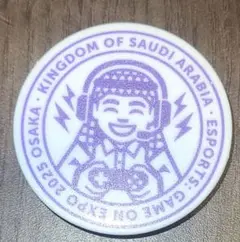 KINGDOM OF SAUDI ARABIA · ESPORTS: GAME ON EXPO 2025 OSAKA ·